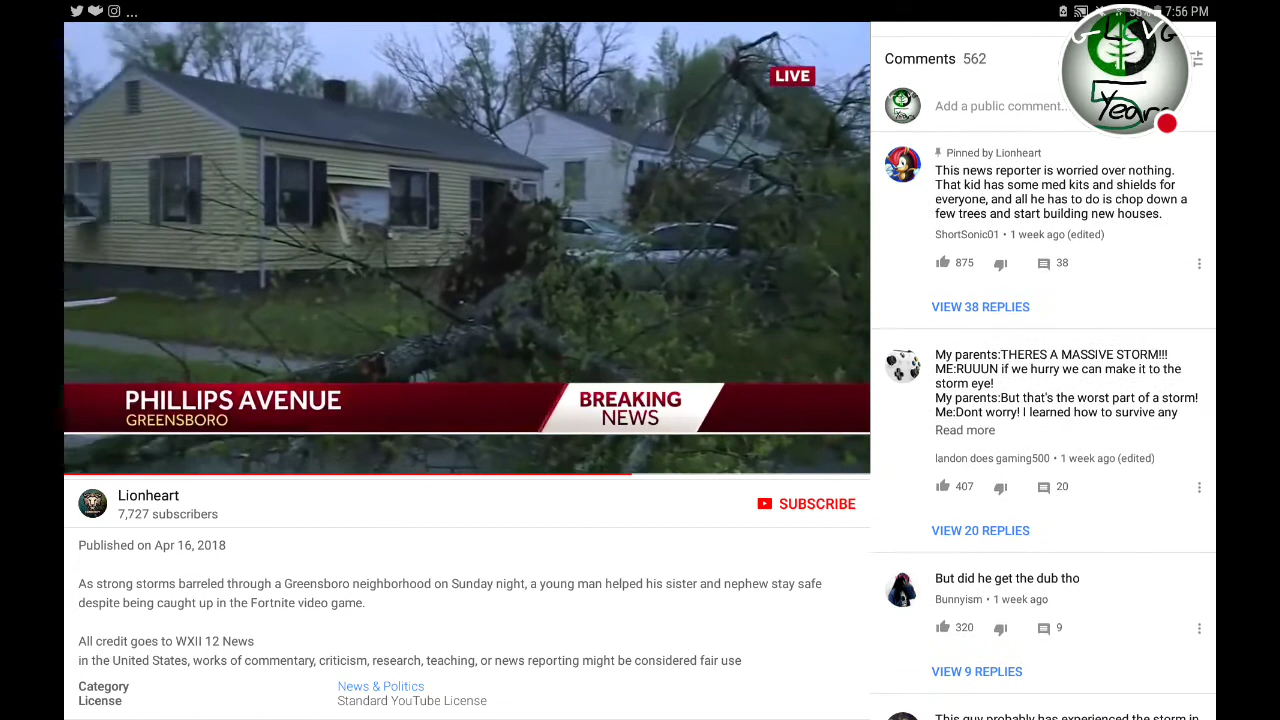 7:56 PM
LIVE
PHILLIPS AVENUE
GREENSBORO
BREAKING
NEWS
Lionheart
7,727 subscribers
SUBSCRIBE
Published on Apr 16, 2018
As strong storms barreled through a Greensboro neighborhood on Sunday night, a young man helped his sister and nephew stay safe
despite being caught up in the Fortnite video game.
All credit goes to WXII 12 News
in the United States, works of commentary, criticism, research, teaching, or news reporting might be considered fair use
Category News & Politics
License Standard YouTube License
Comments 562
Add a public comment...
5 Years
Pinned by Lionheart
This news reporter is worried over nothing.
That kid has some med kits and shields for
everyone, and all he has to do is chop down a
few trees and start building new houses.
ShortSonic01 • 1 week ago (edited)
875 38
VIEW 38 REPLIES
My parents:THERES A MASSIVE STORM!!!
ME:RUUUN if we hurry we can make it to the
storm eye!
My parents:But that's the worst part of a storm!
Me:Dont worry! I learned how to survive any
Read more
landon does gaming500 • 1 week ago (edited)
407 20
VIEW 20 REPLIES
But did he get the dub tho
Bunnyism • 1 week ago
320 9
VIEW 9 REPLIES
This guy probably has experienced the storm in